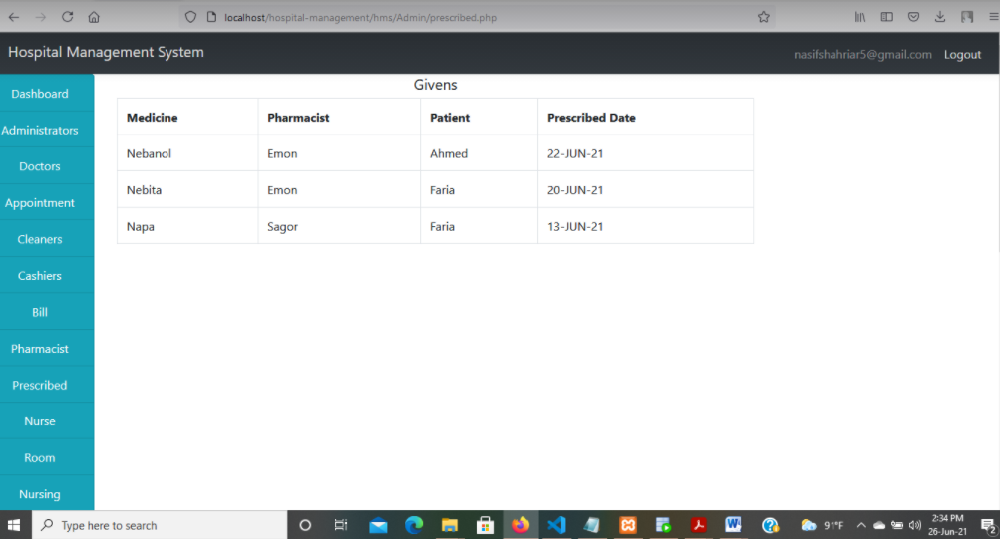 localhost/hospital-management/hms/Admin/prescribed.php
Hospital Management System
nasifshahriar5@gmail.com Logout
Dashboard
Administrators
Doctors
Appointment
Cleaners
Cashiers
Bill
Pharmacist
Prescribed
Nurse
Room
Nursing
Givens
Medicine Pharmacist Patient Prescribed Date
Nebanol Emon Ahmed 22-JUN-21
Nebita Emon Faria 20-JUN-21
Napa Sagor Faria 13-JUN-21
Type here to search
91°F
2:34 PM
26-Jun-21
2